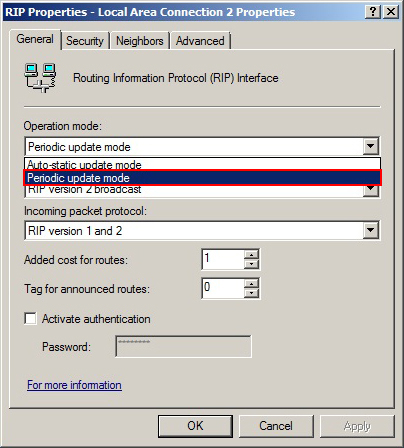 RIP Properties - Local Area Connection 2 Properties
General Security Neighbors Advanced
Routing Information Protocol (RIP) Interface
Operation mode:
Periodic update mode
Auto-static update mode
Periodic update mode
RIP version 2 broadcast
Incoming packet protocol:
RIP version 1 and 2
Added cost for routes: 1
Tag for announced routes: 0
Activate authentication
Password: ********
For more information
OK Cancel Apply